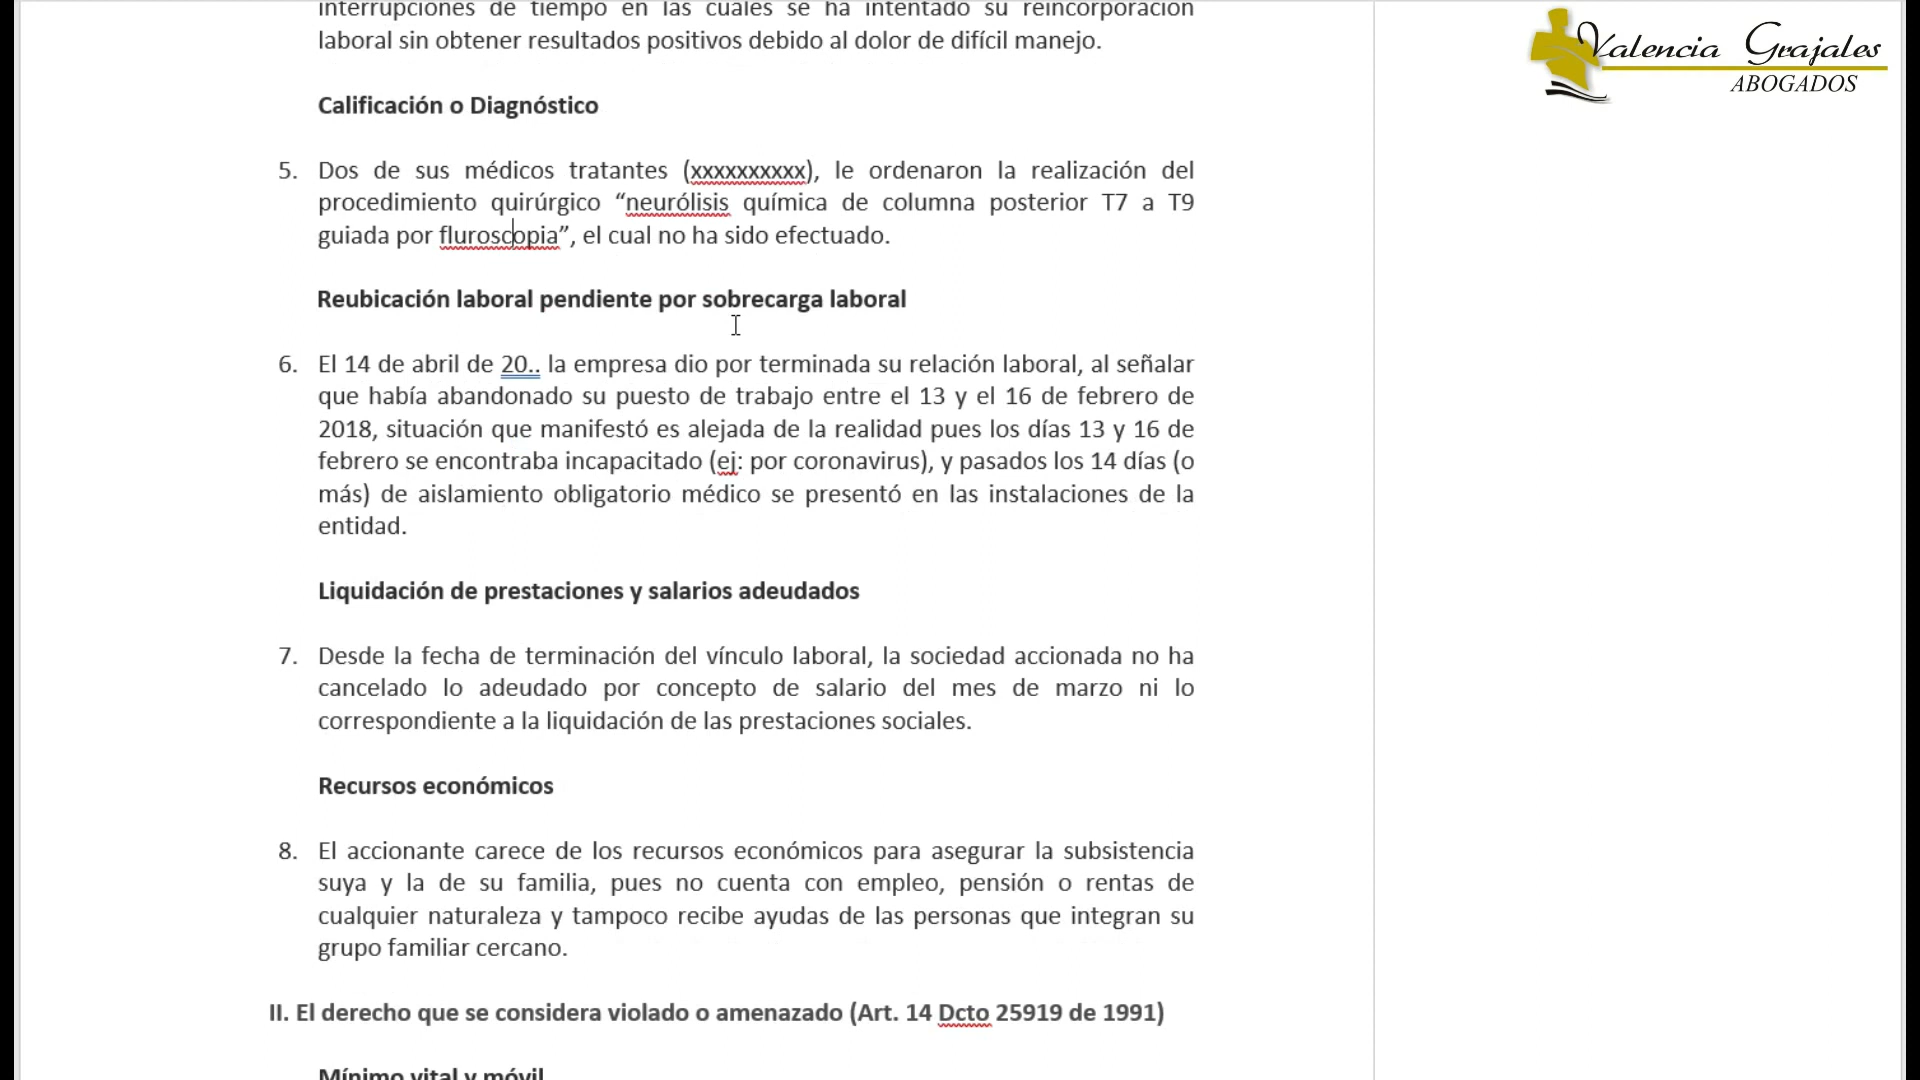 interrupciones de tiempo en las cuales se ha intentado su reincorporación
laboral sin obtener resultados positivos debido al dolor de difícil manejo.
Valencia Grajales
ABOGADOS
Calificación o Diagnóstico
5. Dos de sus médicos tratantes (xxxxxxxxxx), le ordenaron la realización del
procedimiento quirúrgico “neurólisis química de columna posterior T7 a T9
guiada por fluroscopia”, el cual no ha sido efectuado.
Reubicación laboral pendiente por sobrecarga laboral
6. El 14 de abril de 20.. la empresa dio por terminada su relación laboral, al señalar
que había abandonado su puesto de trabajo entre el 13 y el 16 de febrero de
2018, situación que manifestó es alejada de la realidad pues los días 13 y 16 de
febrero se encontraba incapacitado (ej: por coronavirus), y pasados los 14 días (o
más) de aislamiento obligatorio médico se presentó en las instalaciones de la
entidad.
Liquidación de prestaciones y salarios adeudados
7. Desde la fecha de terminación del vínculo laboral, la sociedad accionada no ha
cancelado lo adeudado por concepto de salario del mes de marzo ni lo
correspondiente a la liquidación de las prestaciones sociales.
Recursos económicos
8. El accionante carece de los recursos económicos para asegurar la subsistencia
suya y la de su familia, pues no cuenta con empleo, pensión o rentas de
cualquier naturaleza y tampoco recibe ayudas de las personas que integran su
grupo familiar cercano.
II. El derecho que se considera violado o amenazado (Art. 14 Dcto 25919 de 1991)
Mínimo vital y móvil